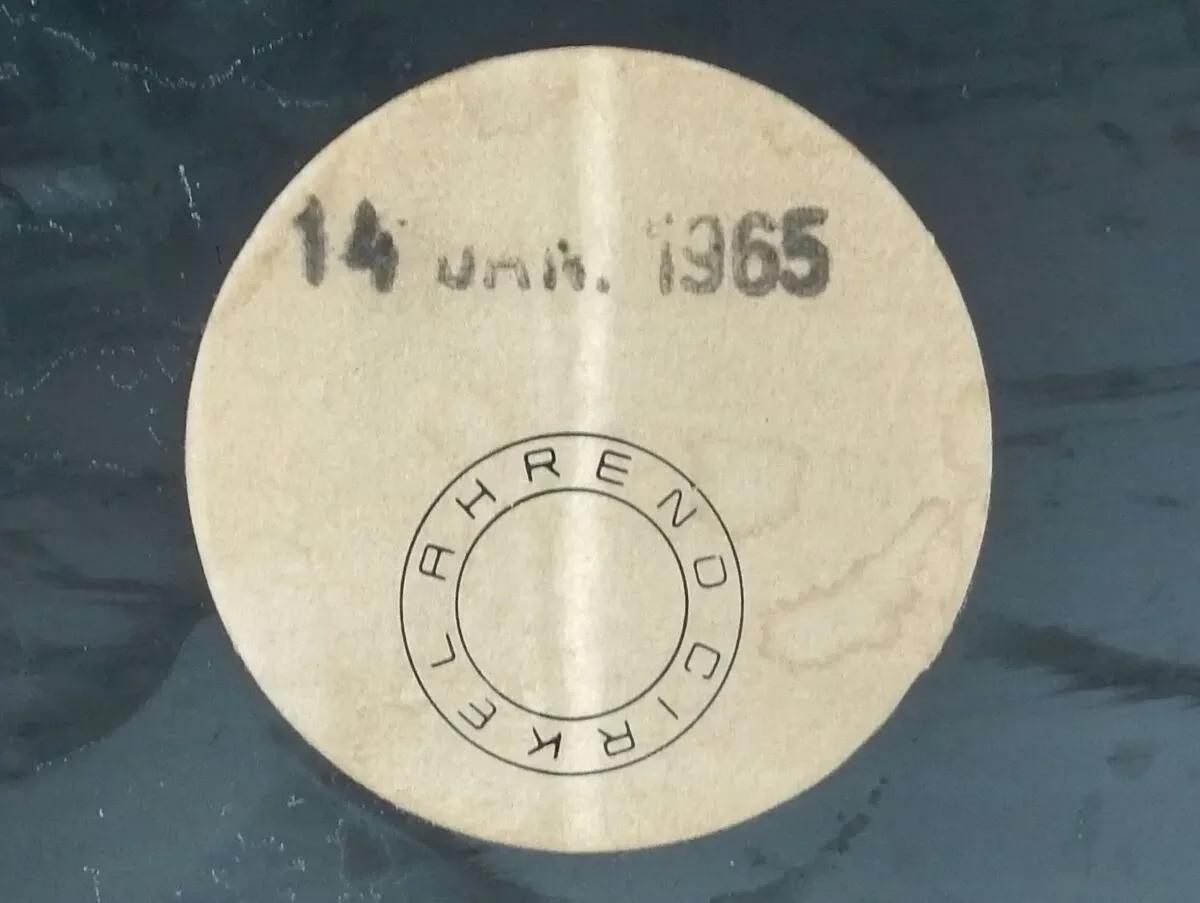 14 JAN. 1965
AHREND CIRKEL